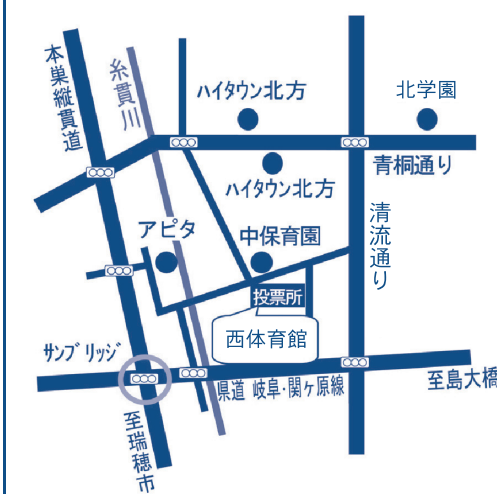 本巣縦貫道
糸貫川
ハイタウン北方
北学園
青桐通り
ハイタウン北方
清流通り
アピタ
中保育園
投票所
西体育館
サンブリッジ
県道 岐阜・関ヶ原線
至島大橋
至瑞穂市